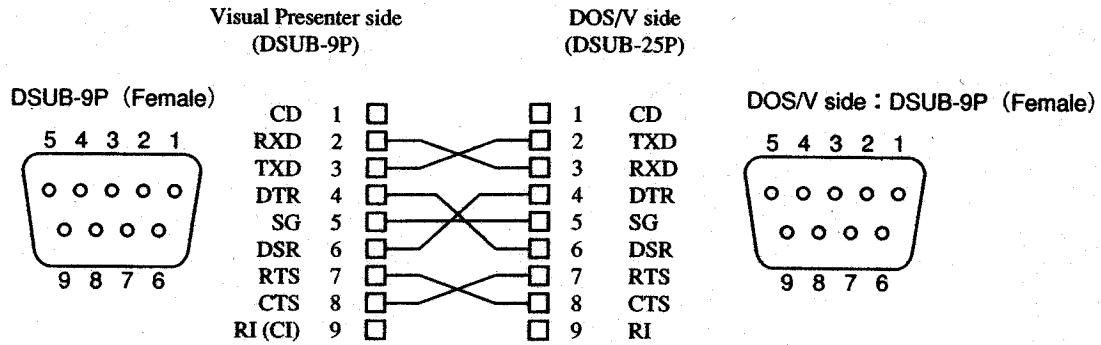 Visual Presenter side
(DSUB-9P)
DOS/V side
(DSUB-25P)
DSUB-9P (Female)
5 4 3 2 1
9 8 7 6
CD 1 1 CD
RXD 2 2 TXD
TXD 3 3 RXD
DTR 4 4 DTR
SG 5 5 SG
DSR 6 6 DSR
RTS 7 7 RTS
CTS 8 8 CTS
RI (CI) 9 9 RI
DOS/V side : DSUB-9P (Female)
5 4 3 2 1
9 8 7 6